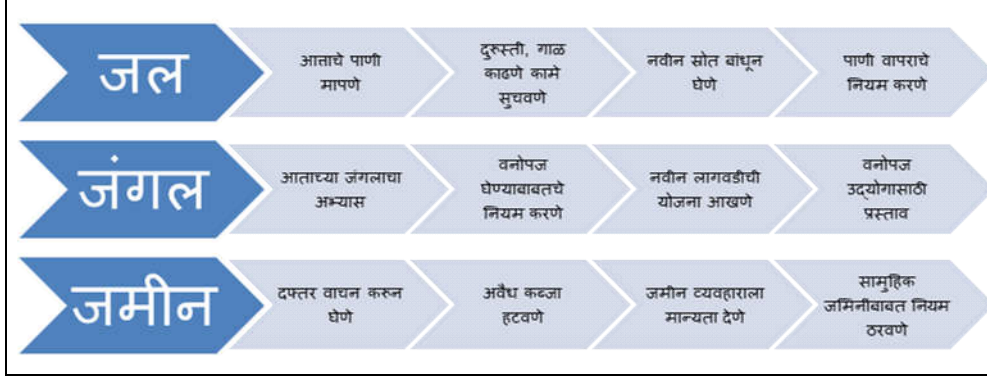 जल
आताचे पाणी
मापणे
दुरुस्ती, गाळ
काढणे कामे
सुचवणे
नवीन स्रोत बांधून
घेणे
पाणी वापराचे
नियम करणे
जंगल
आताच्या जंगलाचा
अभ्यास
वनोपज
घेण्याबाबतचे
नियम करणे
नवीन लागवडीची
योजना आखणे
वनोपज
उद्योगासाठी
प्रस्ताव
जमीन
दफ्तर वाचन करुन
घेणे
अवैध कब्जा
हटवणे
जमीन व्यवहाराला
मान्यता देणे
सामुहिक
जमिनीबाबत नियम
ठरवणे